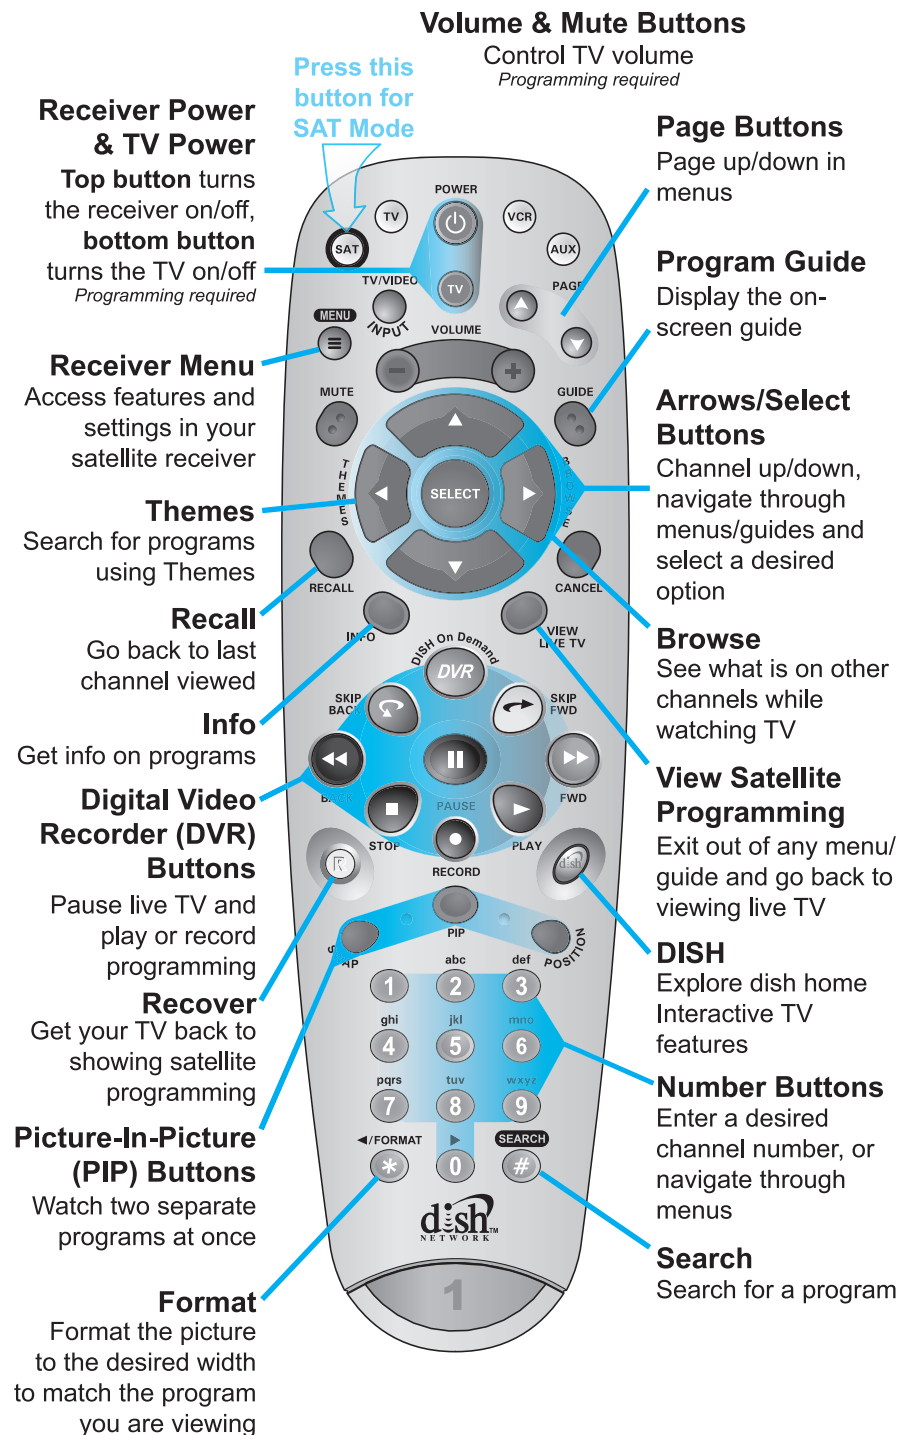 Volume & Mute Buttons
Control TV volume
Programming required
Press this
button for
SAT Mode
Receiver Power
& TV Power
Top button turns
the receiver on/off,
bottom button
turns the TV on/off
Programming required
Receiver Menu
Access features and
settings in your
satellite receiver
Themes
Search for programs
using Themes
Recall
Go back to last
channel viewed
Info
Get info on programs
Digital Video
Recorder (DVR)
Buttons
Pause live TV and
play or record
programming
Recover
Get your TV back to
showing satellite
programming
Picture-In-Picture
(PIP) Buttons
Watch two separate
programs at once
Format
Format the picture
to the desired width
to match the program
you are viewing
POWER
TV
VCR
SAT
AUX
TV/VIDEO
TV
PAGE
INPUT
MENU
VOLUME
MUTE
GUIDE
THEMES
SELECT
BROWSE
RECALL
CANCEL
INFO
VIEW
LIVE TV
DISH On Demand
DVR
SKIP
BACK
SKIP
FWD
BACK
PAUSE
FWD
STOP
PLAY
RECORD
dish
SWAP
PIP
POSITION
abc
def
1
2
3
ghi
jkl
mno
4
5
6
pqrs
tuv
wxyz
7
8
9
◄/FORMAT
►
SEARCH
*
0
#
dish
NETWORK
TM
1
Page Buttons
Page up/down in
menus
Program Guide
Display the on-
screen guide
Arrows/Select
Buttons
Channel up/down,
navigate through
menus/guides and
select a desired
option
Browse
See what is on other
channels while
watching TV
View Satellite
Programming
Exit out of any menu/
guide and go back to
viewing live TV
DISH
Explore dish home
Interactive TV
features
Number Buttons
Enter a desired
channel number, or
navigate through
menus
Search
Search for a program